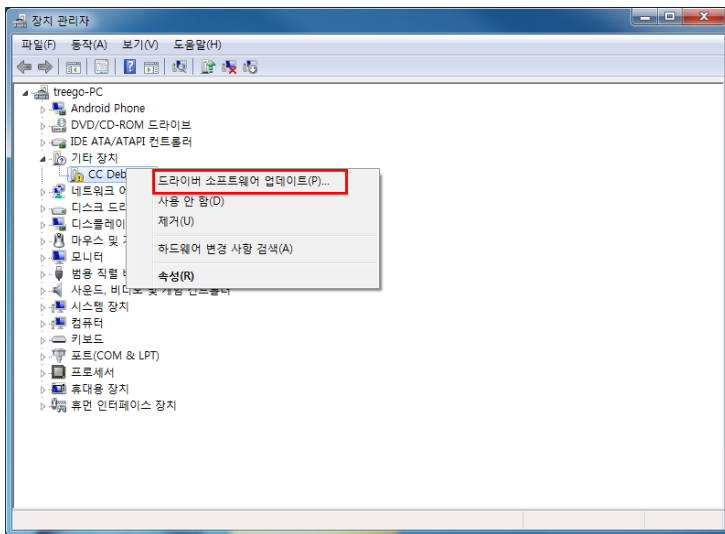 장치 관리자
파일(F) 동작(A) 보기(V) 도움말(H)
treego-PC
Android Phone
DVD/CD-ROM 드라이브
IDE ATA/ATAPI 컨트롤러
기타 장치
CC Deb
드라이버 소프트웨어 업데이트(P)...
네트워크
사용 안 함(D)
디스크
제거(U)
디스플레이
마우스 및
하드웨어 변경 사항 검색(A)
모니터
범용 직렬
속성(R)
사운드, 비디오 및 게임 컨트롤러
시스템 장치
컴퓨터
키보드
포트(COM & LPT)
프로세서
휴대용 장치
휴먼 인터페이스 장치